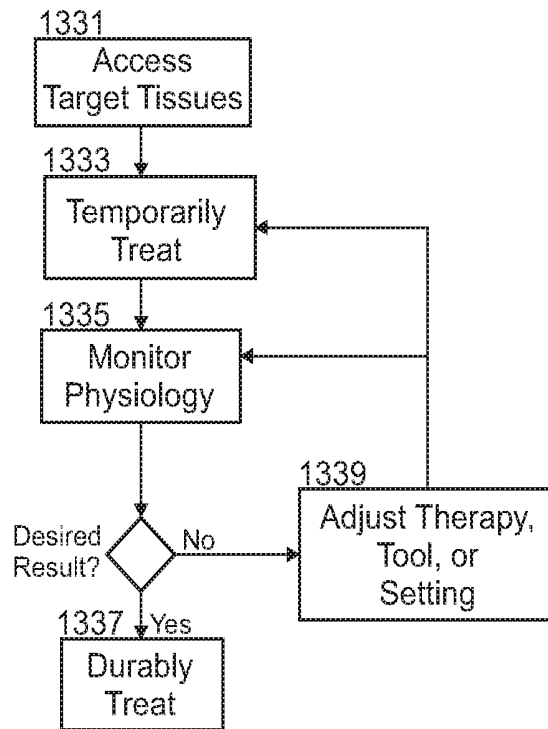 1331
Access
Target Tissues
1333
Temporarily
Treat
1335
Monitor
Physiology
Desired
Result?
No
1339
Adjust Therapy,
Tool, or
Setting
1337
Yes
Durably
Treat